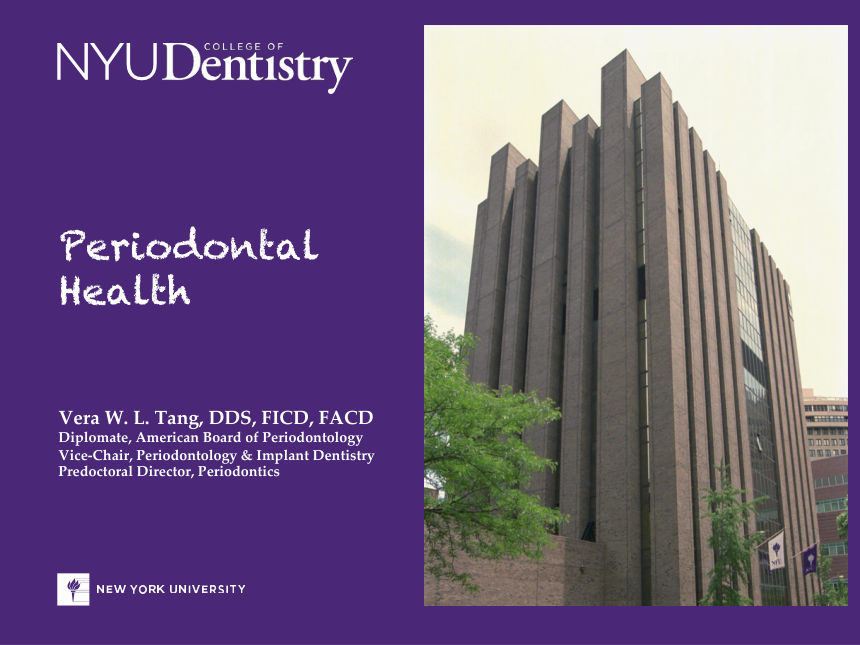 COLLEGE OF
NYU Dentistry
Periodontal
Health
Vera W. L. Tang, DDS, FICD, FACD
Diplomate, American Board of Periodontology
Vice-Chair, Periodontology & Implant Dentistry
Predoctoral Director, Periodontics
NEW YORK UNIVERSITY
NYU